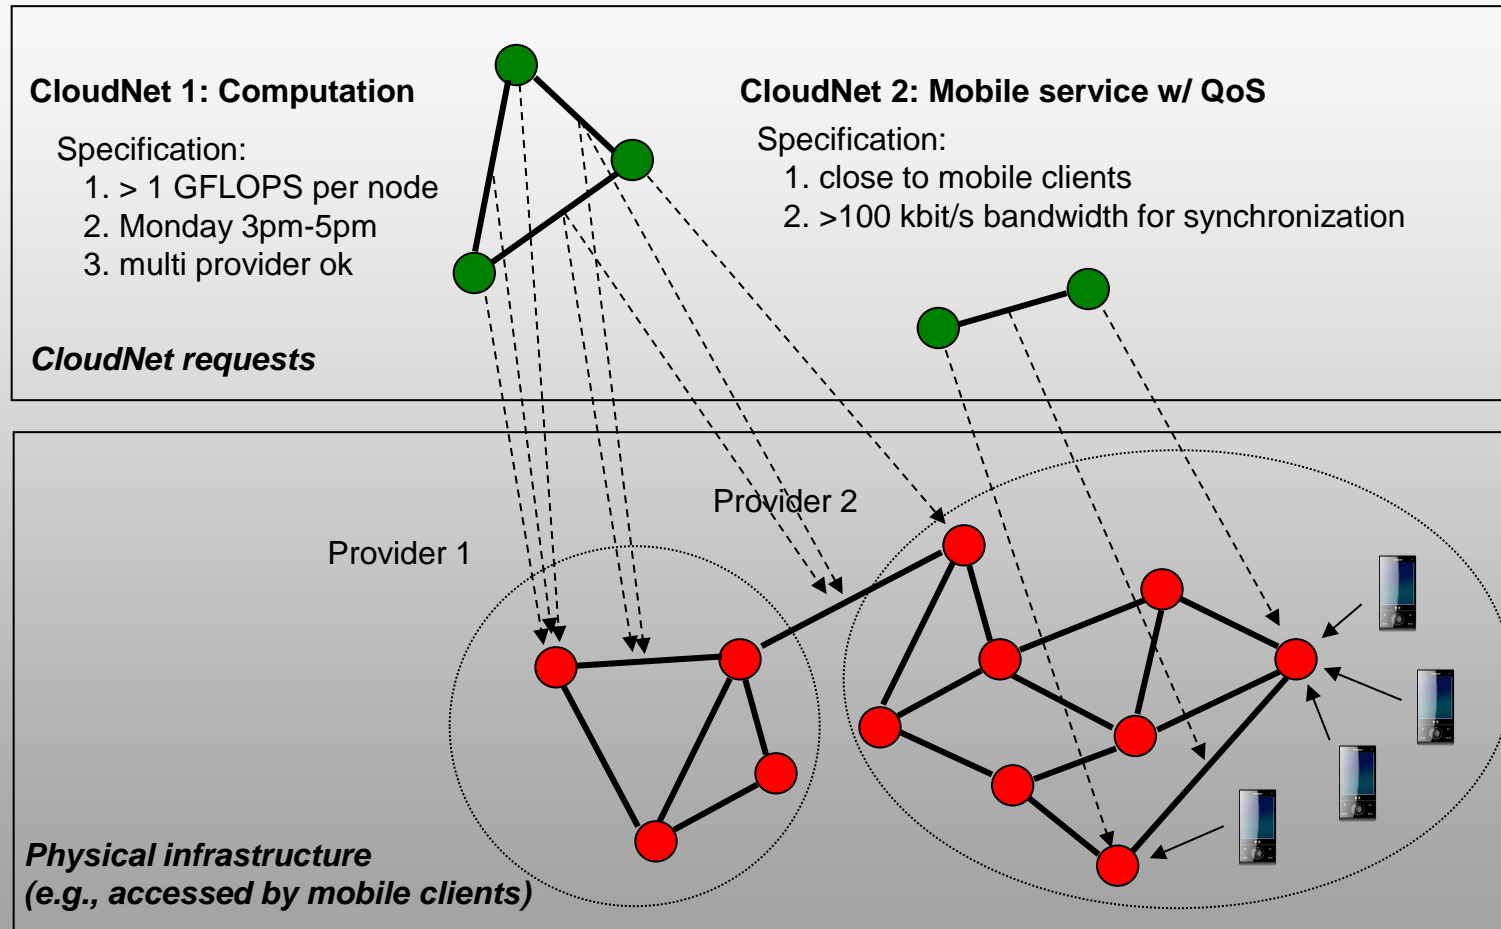 CloudNet 1: Computation
Specification:
1. > 1 GFLOPS per node
2. Monday 3pm-5pm
3. multi provider ok
CloudNet 2: Mobile service w/ QoS
Specification:
1. close to mobile clients
2. >100 kbit/s bandwidth for synchronization
CloudNet requests
Provider 1
Provider 2
Physical infrastructure
(e.g., accessed by mobile clients)